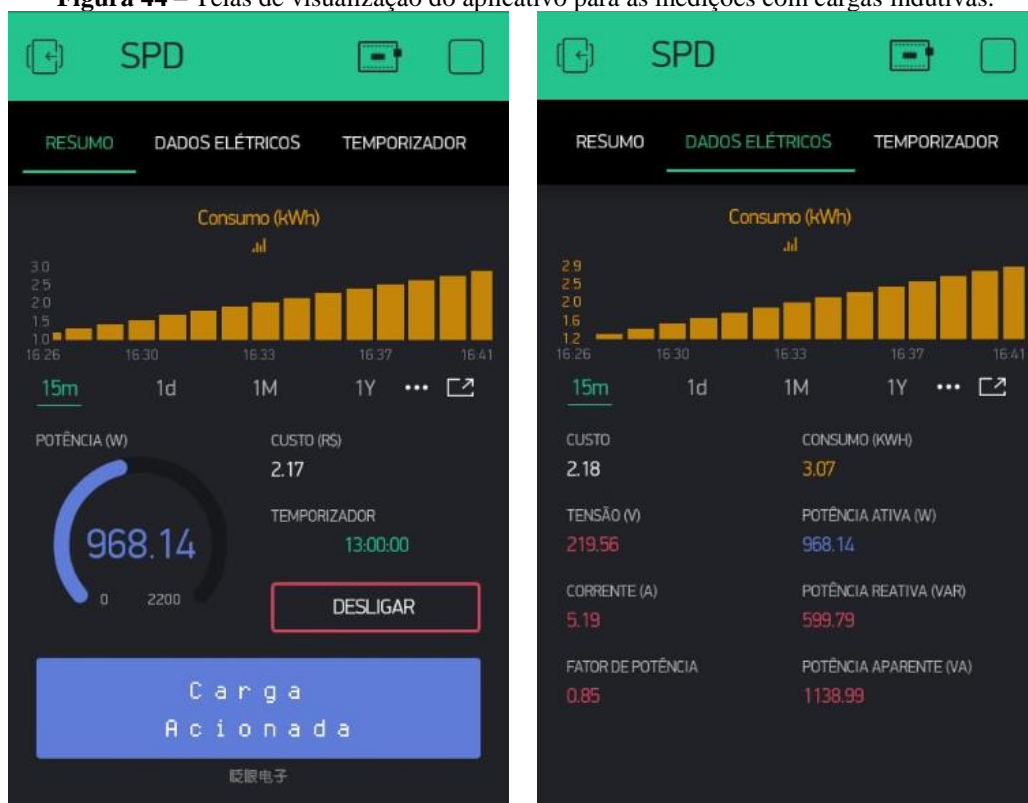 Figura 44 – Telas de visualização do aplicativo para as medições com cargas indutivas.
SPD
RESUMO DADOS ELÉTRICOS TEMPORIZADOR
Consumo (kWh)
3.0
2.5
2.0
1.5
1.0
16:26 16:30 16:33 16:37 16:41
15m 1d 1M 1Y •••
POTÊNCIA (W)
968.14
0 2200
CUSTO (R$)
2.17
TEMPORIZADOR
13:00:00
DESLIGAR
Carga
Acionada
眨眼电子
SPD
RESUMO DADOS ELÉTRICOS TEMPORIZADOR
Consumo (kWh)
2.9
2.5
2.0
1.6
1.2
16:26 16:30 16:33 16:37 16:41
15m 1d 1M 1Y •••
CUSTO CONSUMO (KWH)
2.18 3.07
TENSÃO (V) POTÊNCIA ATIVA (W)
219.56 968.14
CORRENTE (A) POTÊNCIA REATIVA (VAR)
5.19 599.79
FATOR DE POTÊNCIA POTÊNCIA APARENTE (VA)
0.85 1138.99